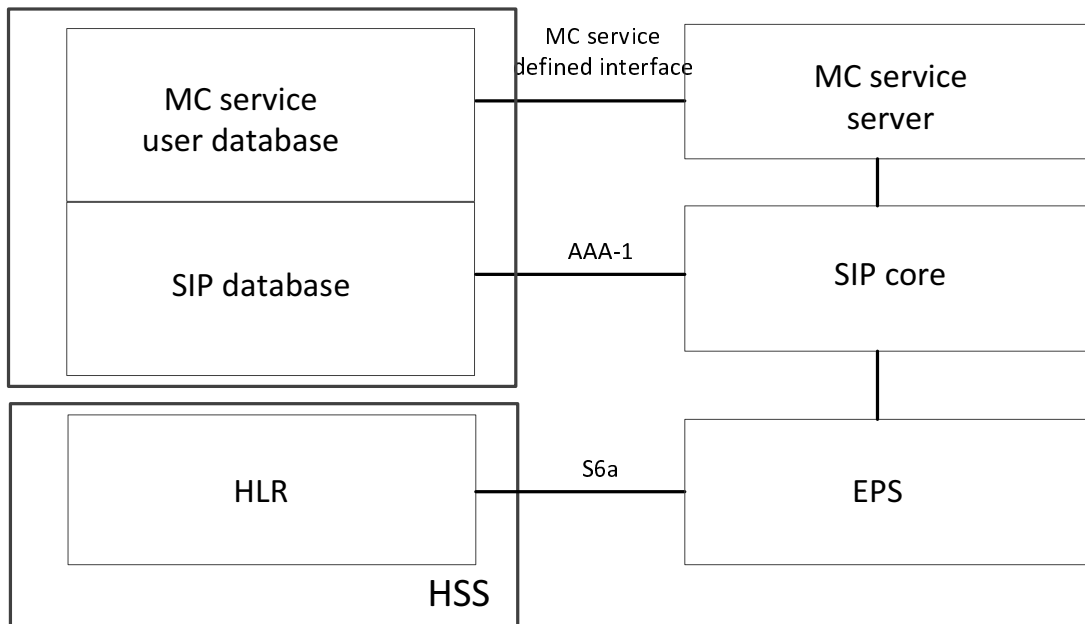 MC service
defined interface
MC service
user database
MC service
server
SIP database
AAA-1
SIP core
HLR
S6a
EPS
HSS